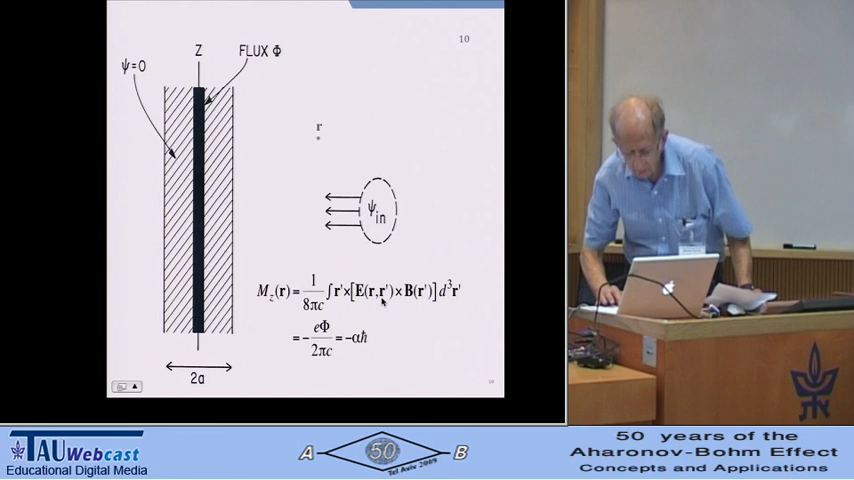 10
Z
FLUX Φ
ψ=0
r
ψin
Mz(r) = 1/8πc ∫ r'×[E(r,r')×B(r')] d³r'
= − eΦ/2πc = −αħ
2a
TAU Webcast
Educational Digital Media
A 50 B
Tel Aviv 2009
50 years of the
Aharonov-Bohm Effect
Concepts and Applications